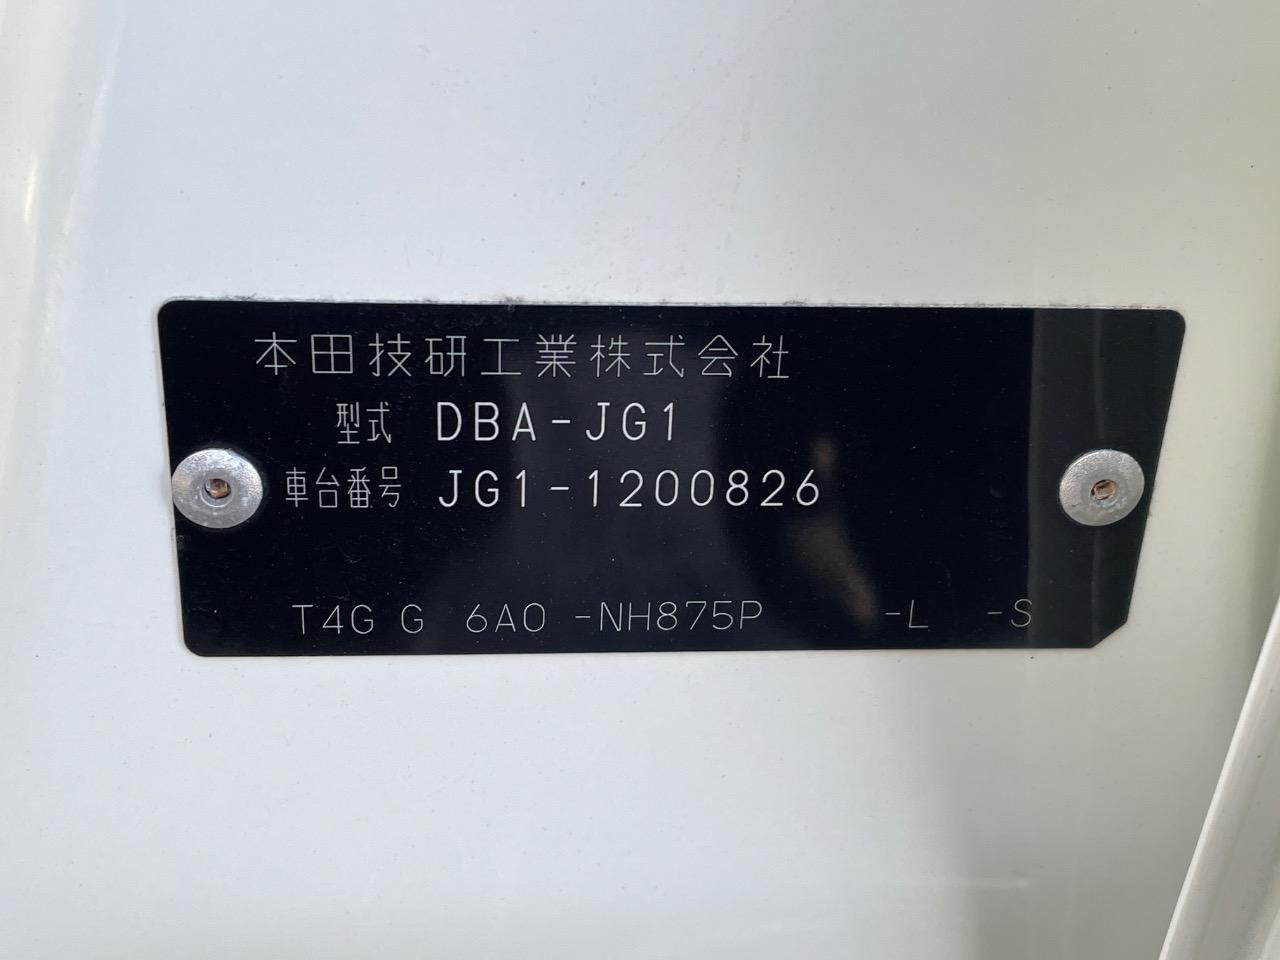 本田技研工業株式会社
型式 DBA-JG1
車台番号 JG1-1200826
T4G G 6A0 -NH875P -L -S